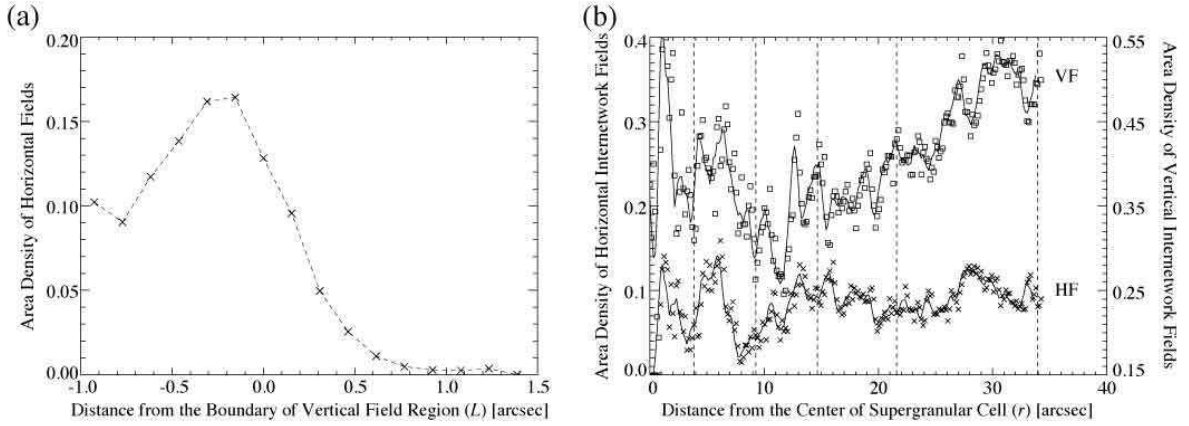 (a)
0.20
0.15
0.10
0.05
0.00
Area Density of Horizontal Fields
-1.0
-0.5
0.0
0.5
1.0
1.5
Distance from the Boundary of Vertical Field Region (L) [arcsec]
(b)
0.4
0.3
0.2
0.1
0.0
Area Density of Horizontal Internetwork Fields
VF
HF
0.55
0.45
0.35
0.25
0.15
Area Density of Vertical Internetwork Fields
0
10
20
30
40
Distance from the Center of Supergranular Cell (r) [arcsec]